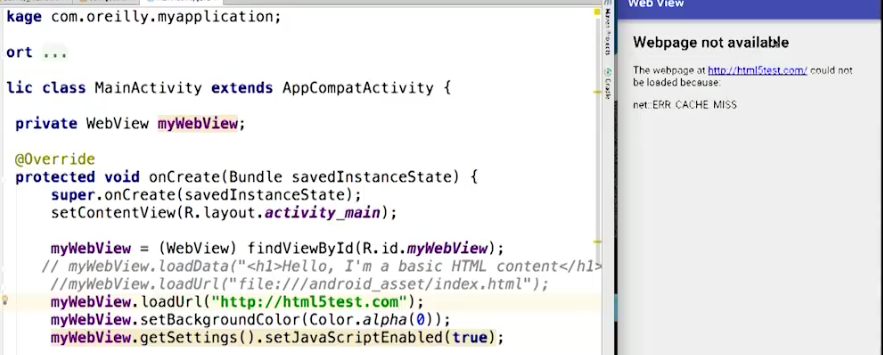 kage com.oreilly.myapplication;
ort ...
lic class MainActivity extends AppCompatActivity {
private WebView myWebView;
@Override
protected void onCreate(Bundle savedInstanceState) {
super.onCreate(savedInstanceState);
setContentView(R.layout.activity_main);
myWebView = (WebView) findViewById(R.id.myWebView);
// myWebView.loadData("<h1>Hello, I'm a basic HTML content</h1>
//myWebView.loadUrl("file:///android_asset/index.html");
myWebView.loadUrl("http://html5test.com");
myWebView.setBackgroundColor(Color.alpha(0));
myWebView.getSettings().setJavaScriptEnabled(true);
Maven Projects
Gradle
Web View
Webpage not available
The webpage at http://html5test.com/ could not
be loaded because:
net::ERR_CACHE_MISS